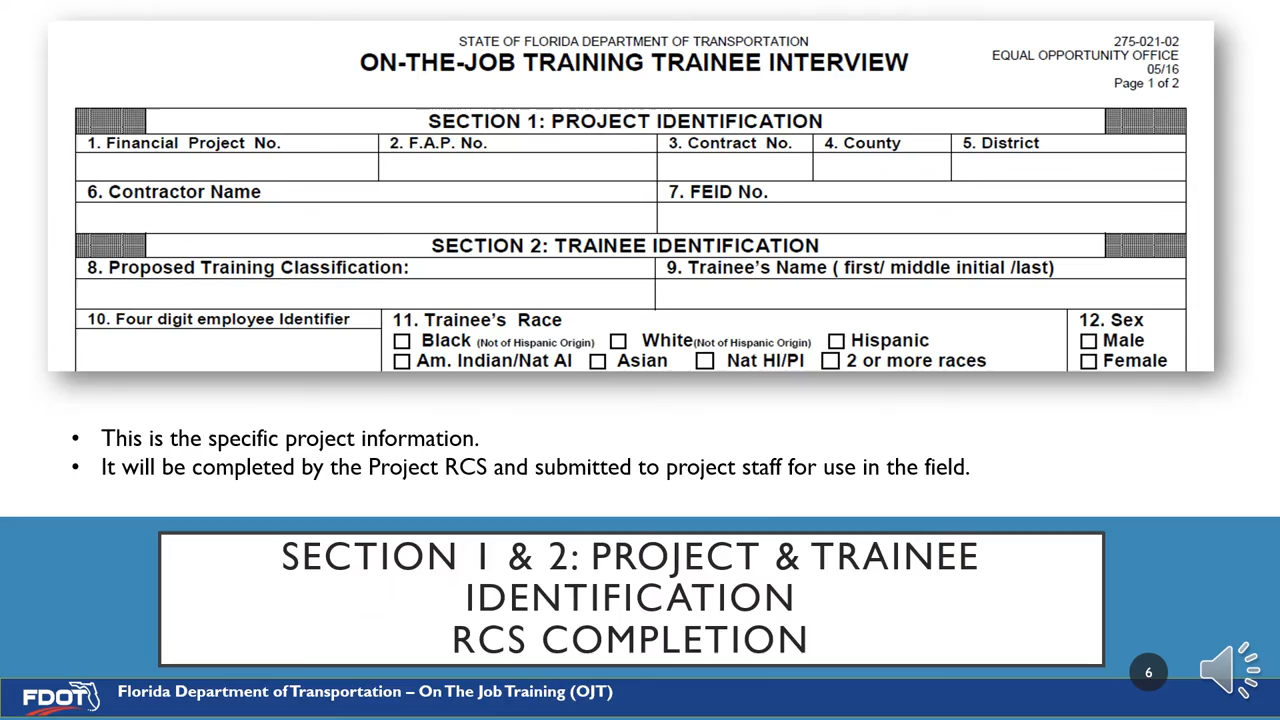 STATE OF FLORIDA DEPARTMENT OF TRANSPORTATION
ON-THE-JOB TRAINING TRAINEE INTERVIEW
275-021-02
EQUAL OPPORTUNITY OFFICE
05/16
Page 1 of 2
SECTION 1: PROJECT IDENTIFICATION
1. Financial Project No. 2. F.A.P. No. 3. Contract No. 4. County 5. District
6. Contractor Name 7. FEID No.
SECTION 2: TRAINEE IDENTIFICATION
8. Proposed Training Classification: 9. Trainee's Name ( first/ middle initial /last)
10. Four digit employee Identifier 11. Trainee's Race 12. Sex
Black (Not of Hispanic Origin) White(Not of Hispanic Origin) Hispanic Male
Am. Indian/Nat Al Asian Nat HI/PI 2 or more races Female
• This is the specific project information.
• It will be completed by the Project RCS and submitted to project staff for use in the field.
SECTION 1 & 2: PROJECT & TRAINEE
IDENTIFICATION
RCS COMPLETION
6
FDOT
Florida Department of Transportation – On The Job Training (OJT)